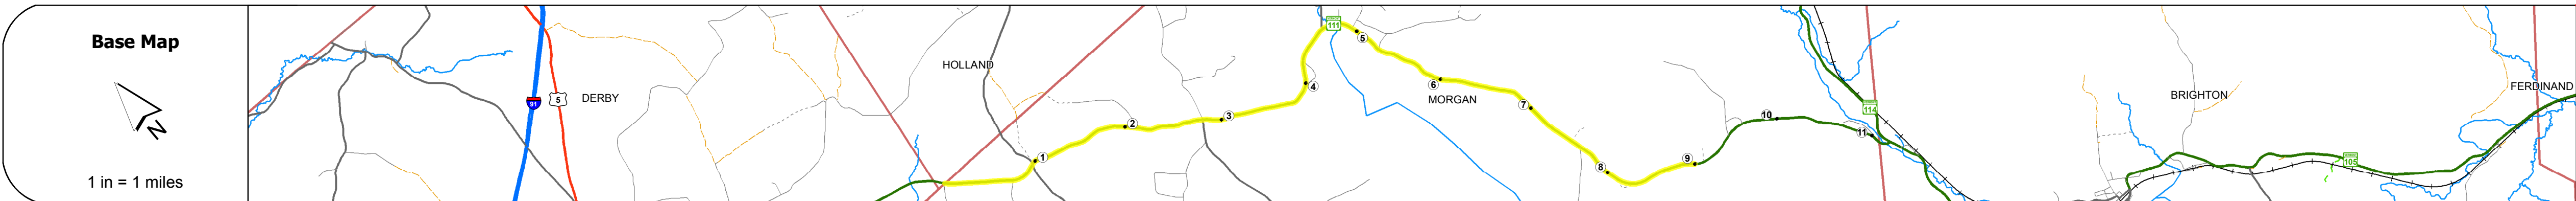 Base Map
N
1 in = 1 miles
91
5
DERBY
HOLLAND
1
2
3
4
111
5
6
MORGAN
7
8
9
10
11
114
BRIGHTON
105
FERDINAND